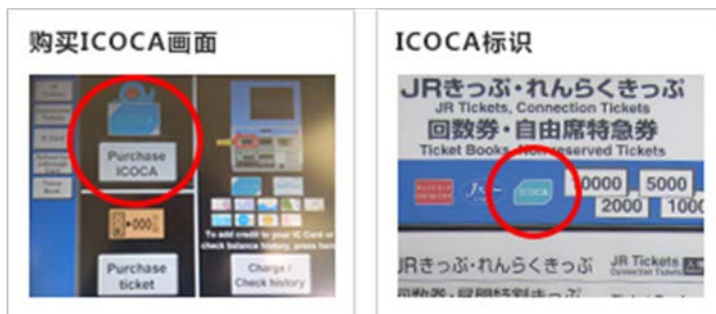 购买ICOCA画面
Purchase
ICOCA
To add credit to your IC Card or
check balance history, press here
000
Purchase
ticket
Charge /
Check history
ICOCA标识
JRきっぷ・れんらくきっぷ
JR Tickets, Connection Tickets
回数券・自由席特急券
Ticket Books, Non-reserved Tickets
ICOCA
10000 5000
2000 1000
JRきっぷ・れんらくきっぷ JR Tickets
Connection Tickets